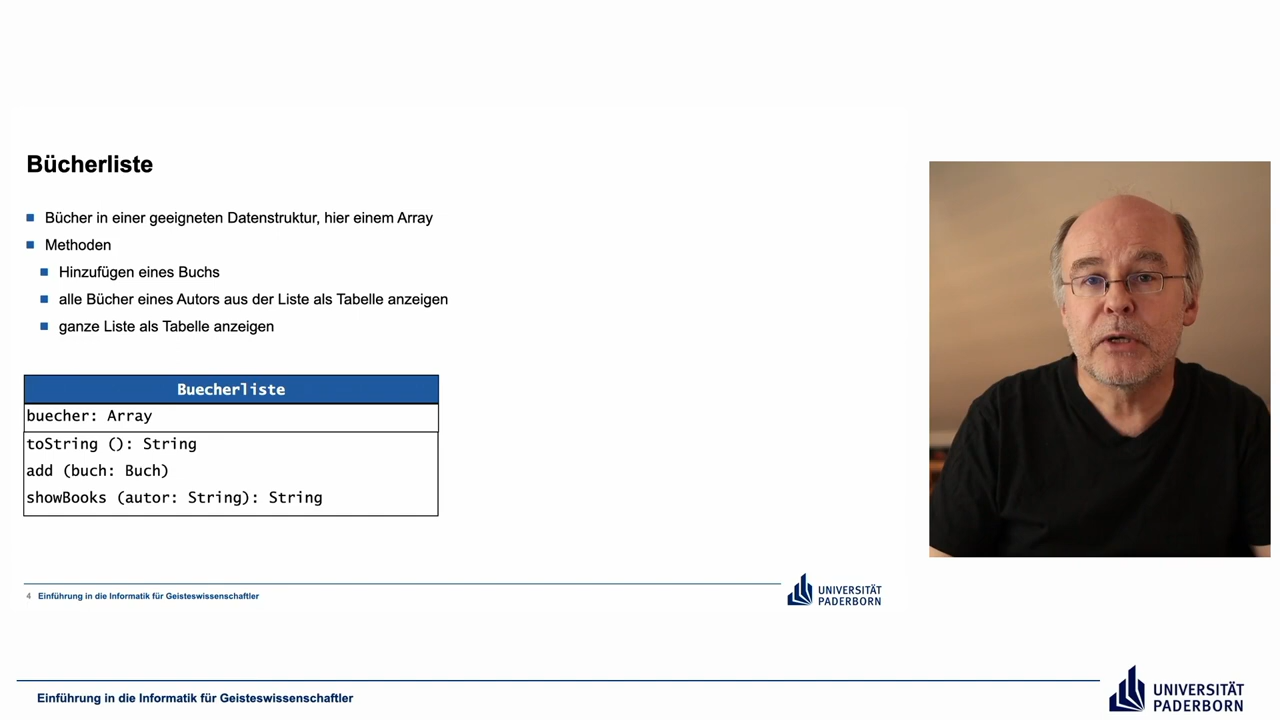 Bücherliste
Bücher in einer geeigneten Datenstruktur, hier einem Array
Methoden
Hinzufügen eines Buchs
alle Bücher eines Autors aus der Liste als Tabelle anzeigen
ganze Liste als Tabelle anzeigen
Buecherliste
buecher: Array
toString (): String
add (buch: Buch)
showBooks (autor: String): String
4 Einführung in die Informatik für Geisteswissenschaftler
UNIVERSITÄT
PADERBORN
Einführung in die Informatik für Geisteswissenschaftler
UNIVERSITÄT
PADERBORN